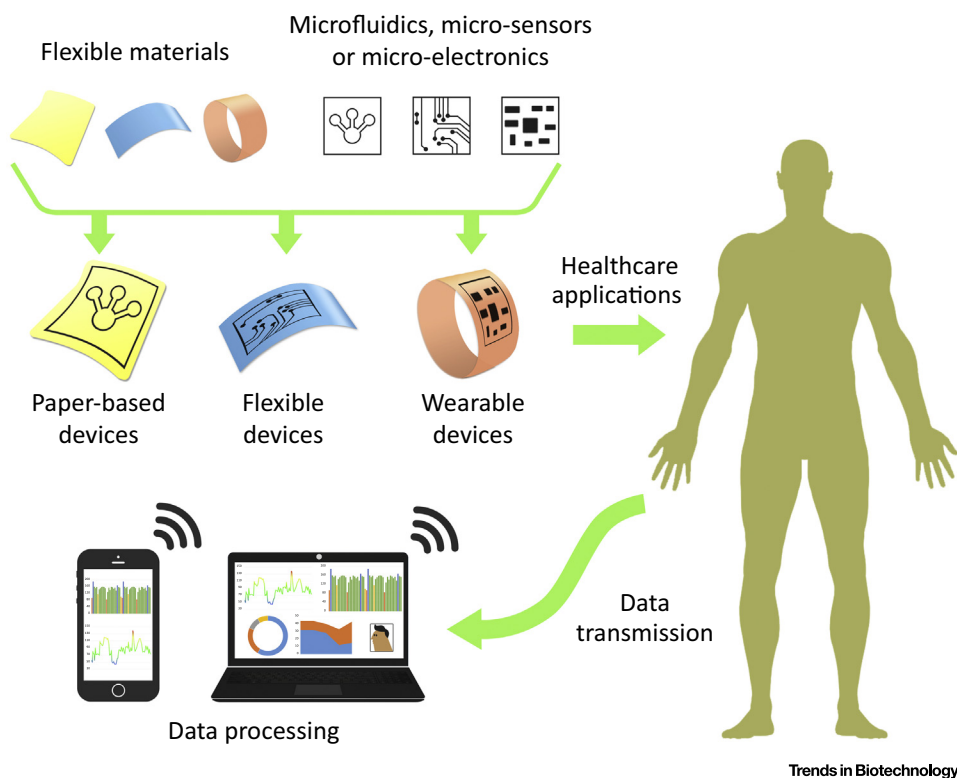 Flexible materials
Microfluidics, micro-sensors
or micro-electronics
Healthcare
applications
Paper-based
devices
Flexible
devices
Wearable
devices
Data
transmission
Data processing
Trends in Biotechnology